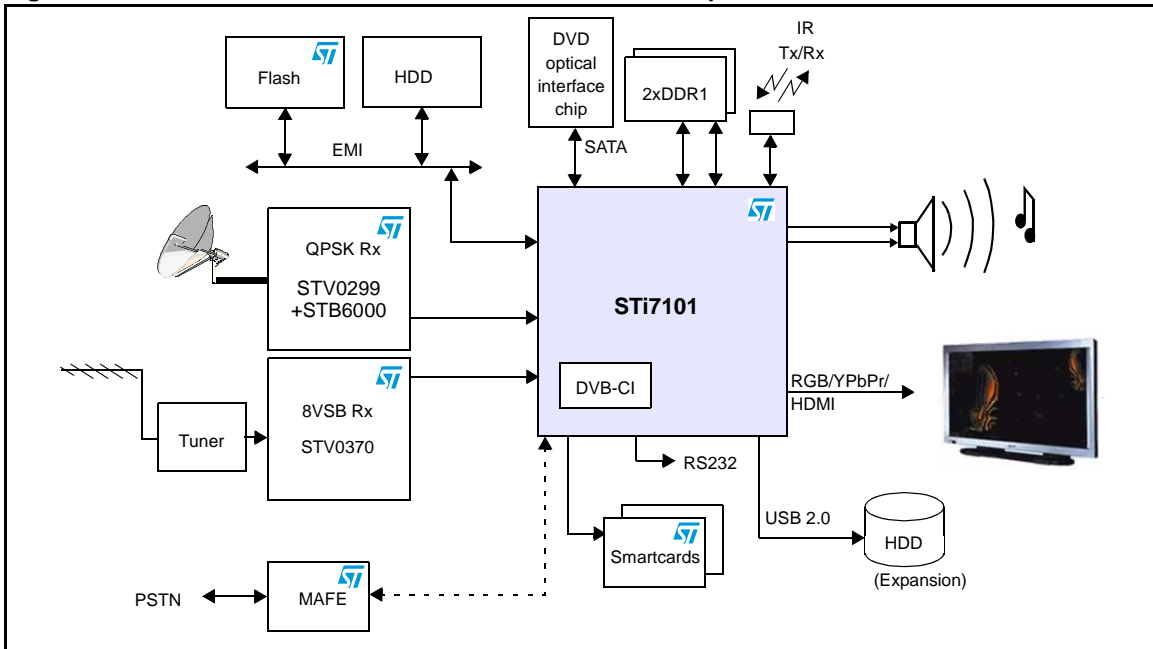 IR
Tx/Rx
DVD
optical
interface
chip
Flash
HDD
2xDDR1
SATA
EMI
QPSK Rx
STV0299
+STB6000
STi7101
DVB-CI
RGB/YPbPr/
HDMI
8VSB Rx
STV0370
Tuner
RS232
USB 2.0
HDD
(Expansion)
Smartcards
PSTN
MAFE